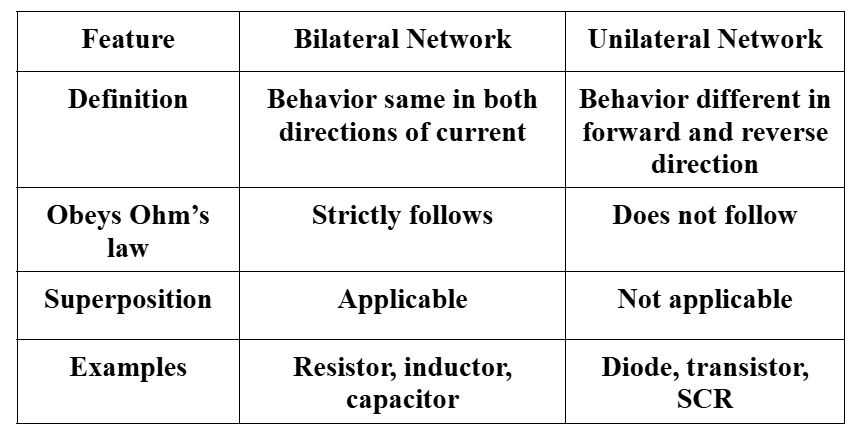 Feature
Bilateral Network
Unilateral Network
Definition
Behavior same in both
directions of current
Behavior different in
forward and reverse
direction
Obeys Ohm’s
law
Strictly follows
Does not follow
Superposition
Applicable
Not applicable
Examples
Resistor, inductor,
capacitor
Diode, transistor,
SCR